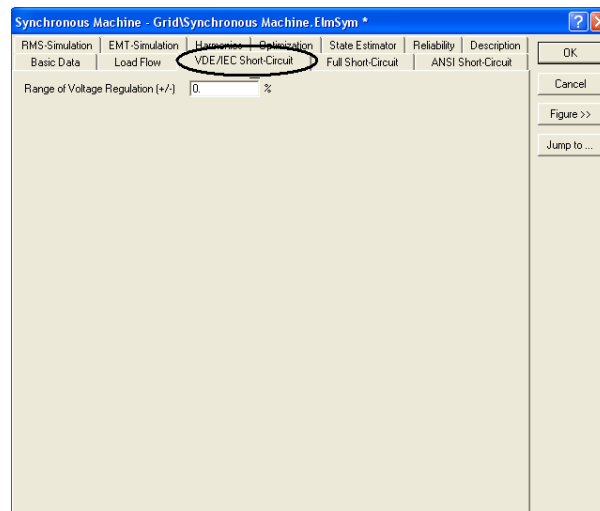 Synchronous Machine - Grid\Synchronous Machine.ElmSym *
RMS-Simulation EMT-Simulation Harmonics Optimization State Estimator Reliability Description
Basic Data Load Flow VDE/IEC Short-Circuit Full Short-Circuit ANSI Short-Circuit
OK
Range of Voltage Regulation (+/-) 0. %
Cancel
Figure >>
Jump to ...